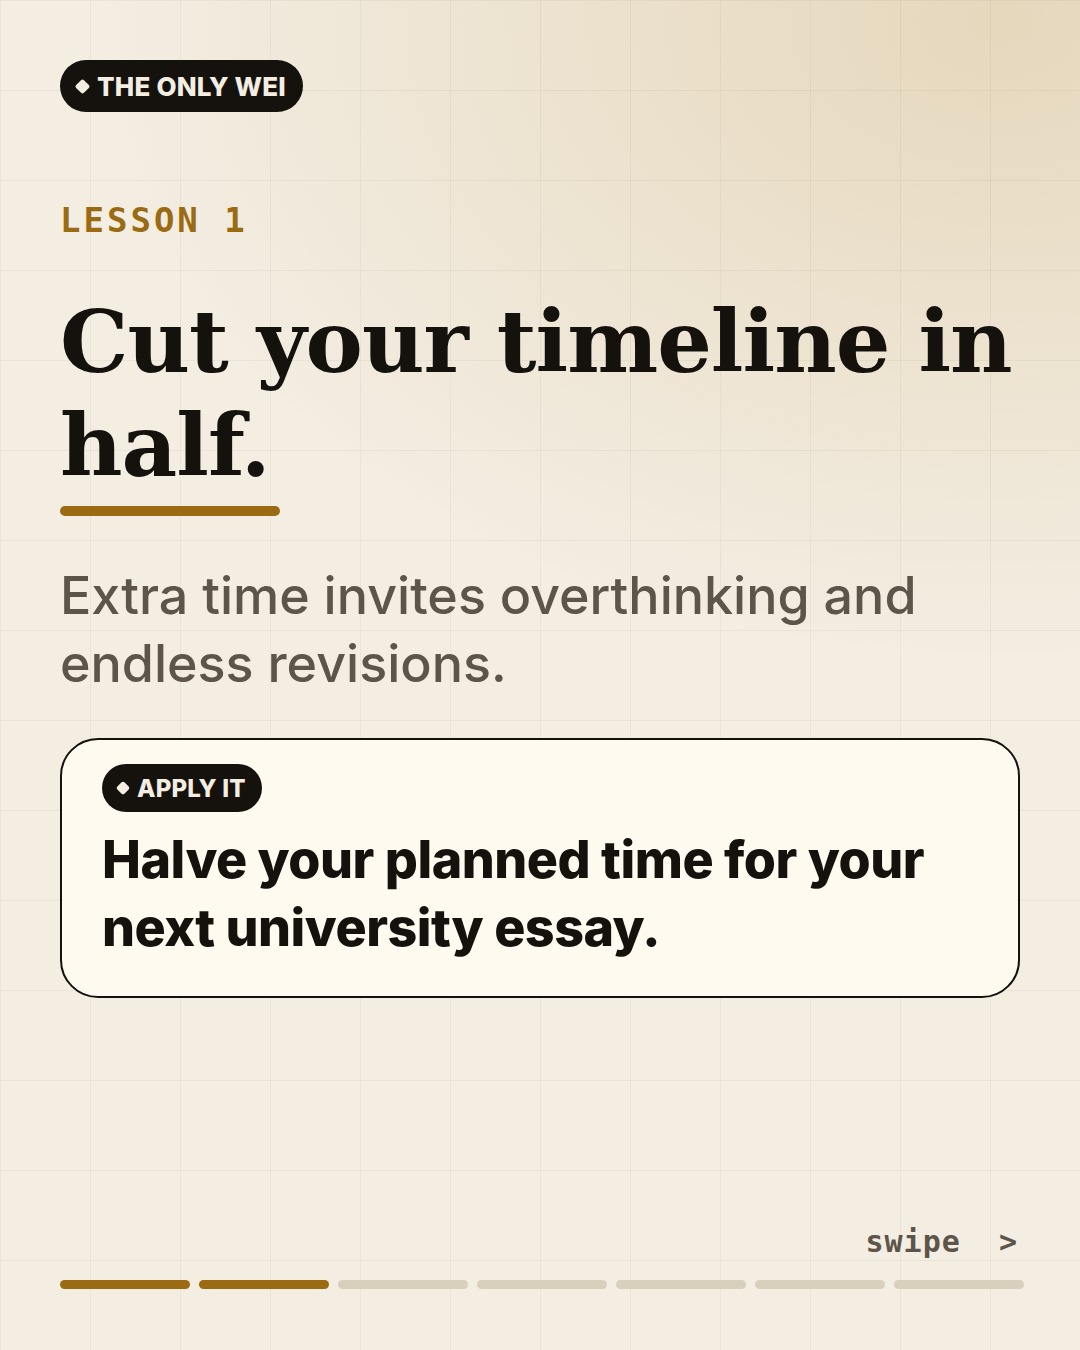 THE ONLY WEI
LESSON 1
Cut your timeline in
half.
Extra time invites overthinking and
endless revisions.
APPLY IT
Halve your planned time for your
next university essay.
swipe >